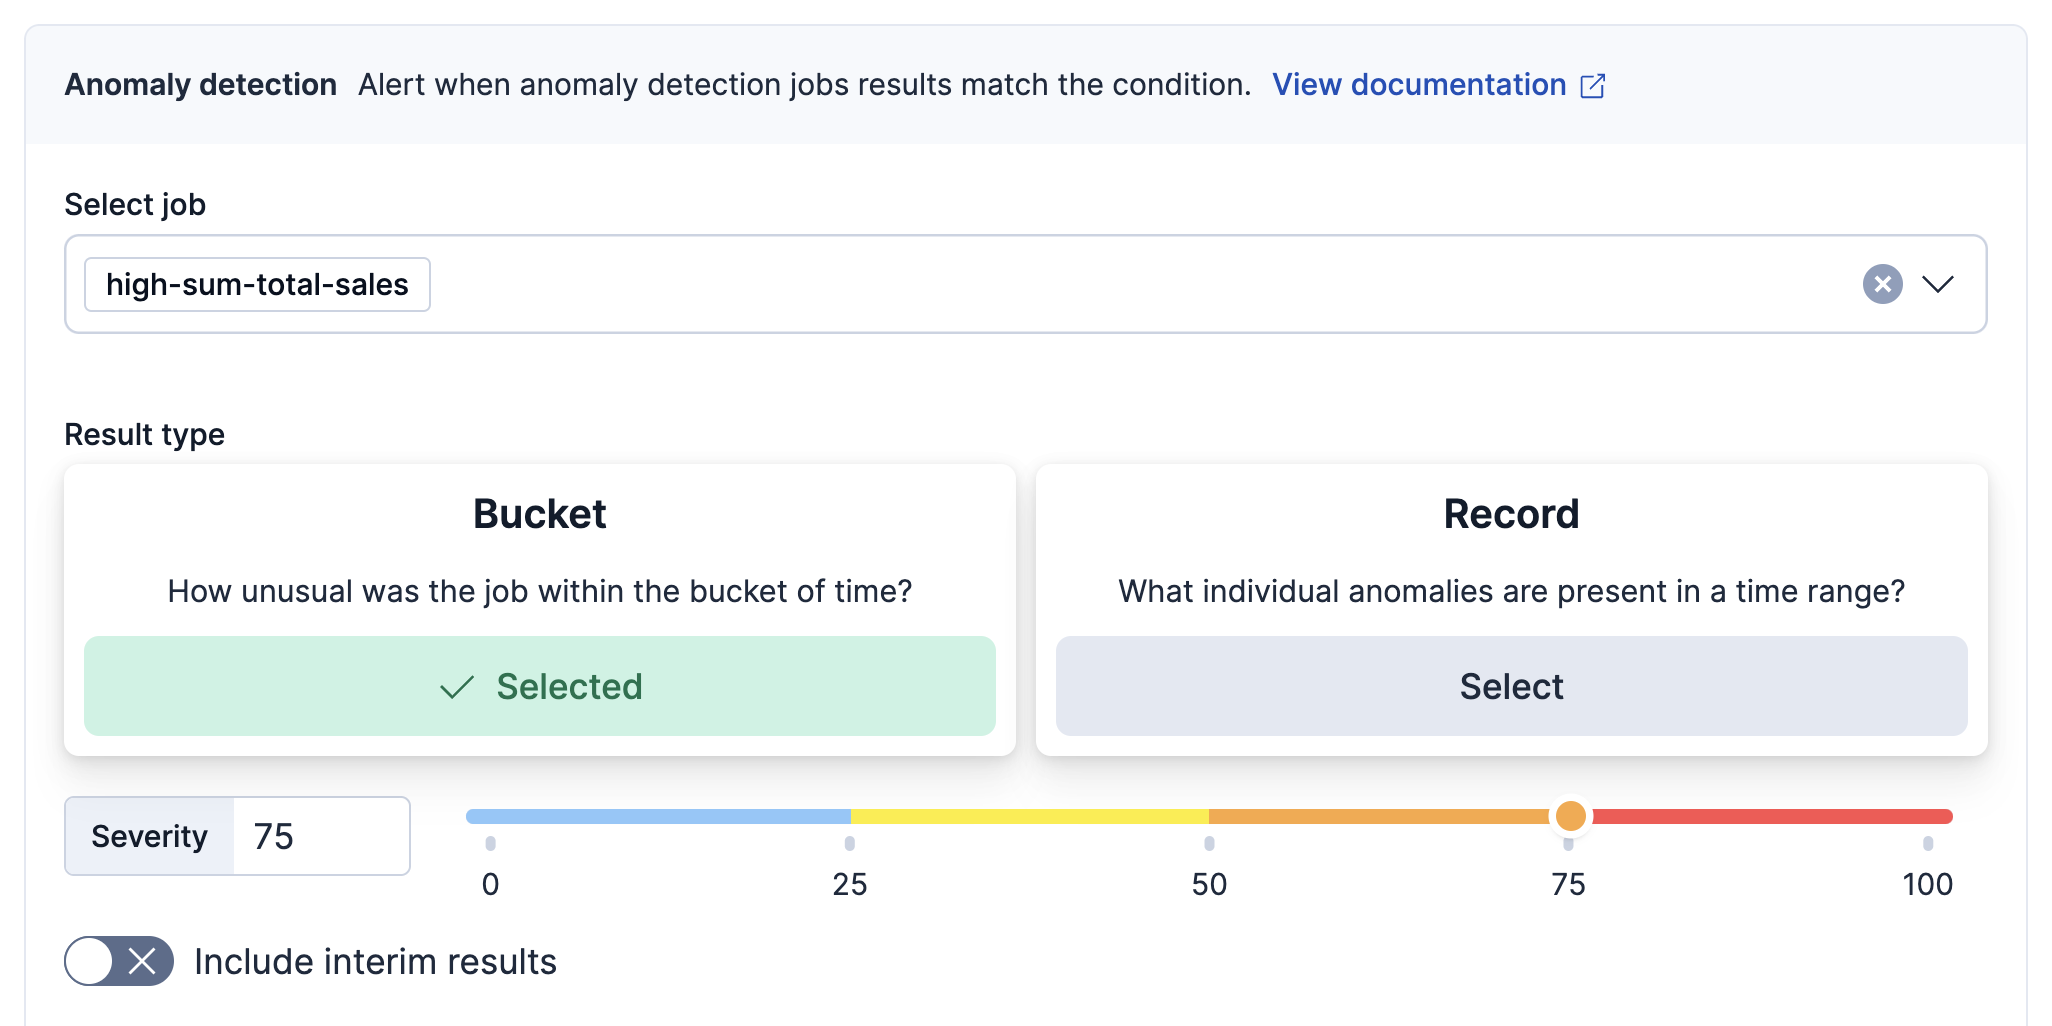 Anomaly detection Alert when anomaly detection jobs results match the condition. View documentation
Select job
high-sum-total-sales
Result type
Bucket
How unusual was the job within the bucket of time?
Selected
Record
What individual anomalies are present in a time range?
Select
Severity 75
0 25 50 75 100
Include interim results